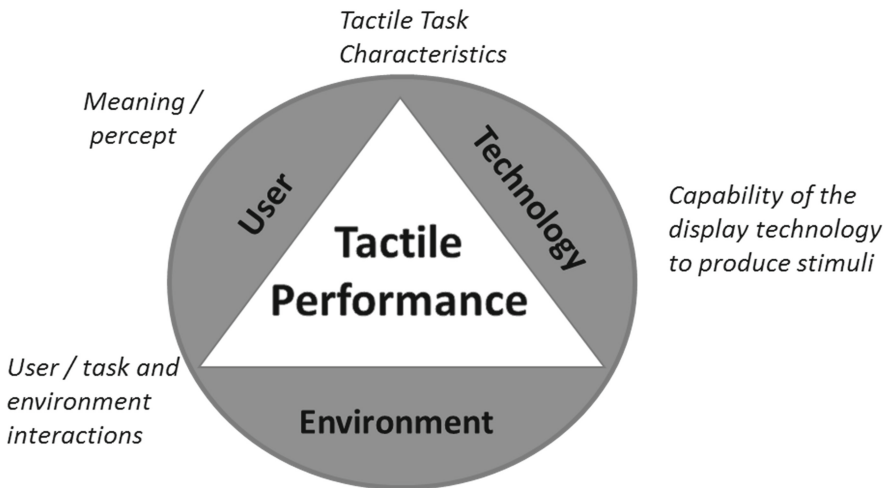 Tactile Task
Characteristics
Meaning /
percept
User
Technology
Capability of the
display technology
to produce stimuli
Tactile
Performance
User / task and
environment
interactions
Environment